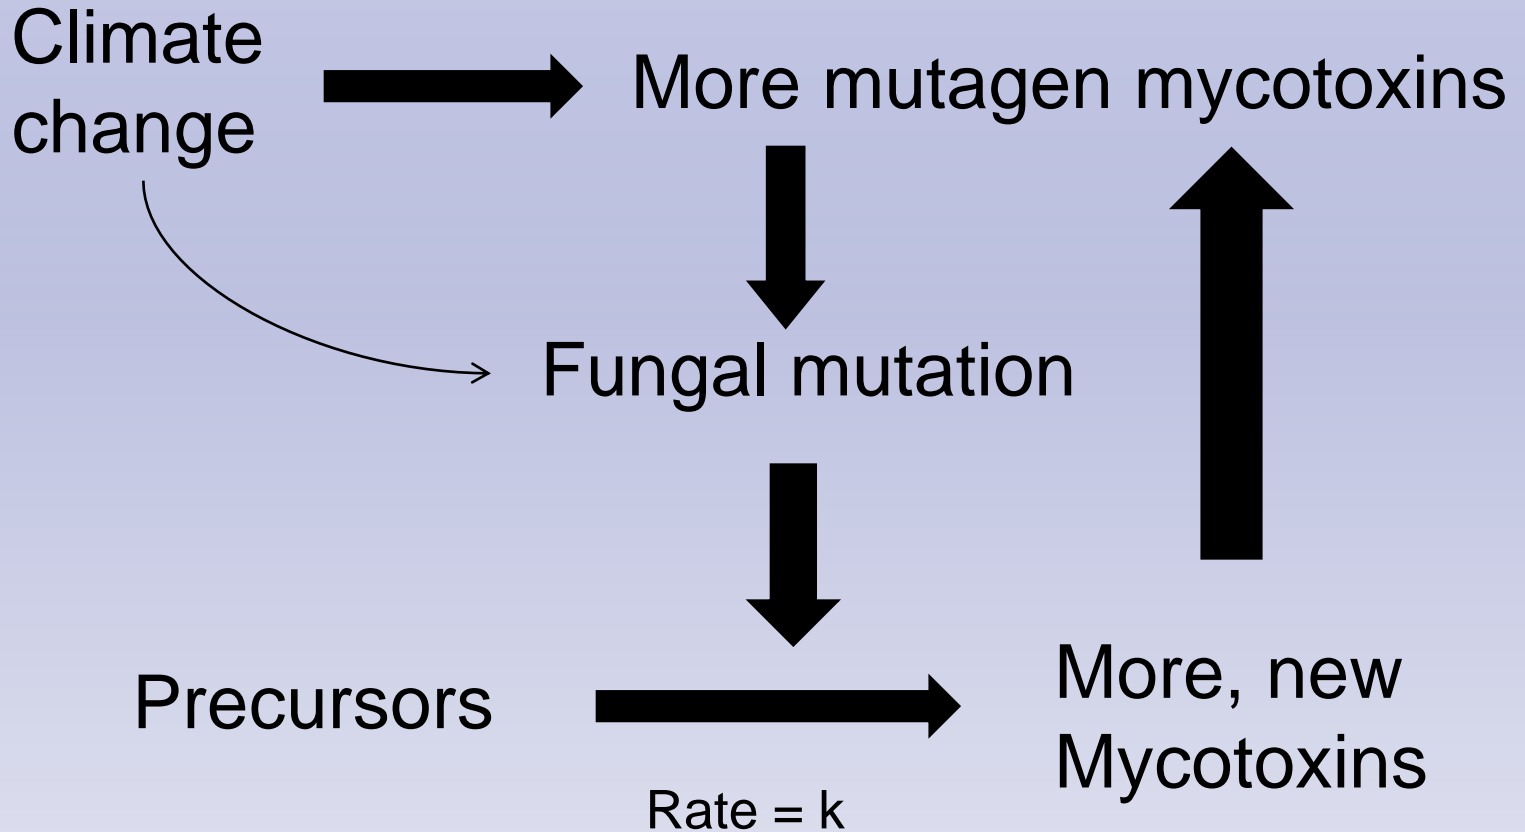 Climate
change
More mutagen mycotoxins
Fungal mutation
Precursors
More, new
Mycotoxins
Rate = k